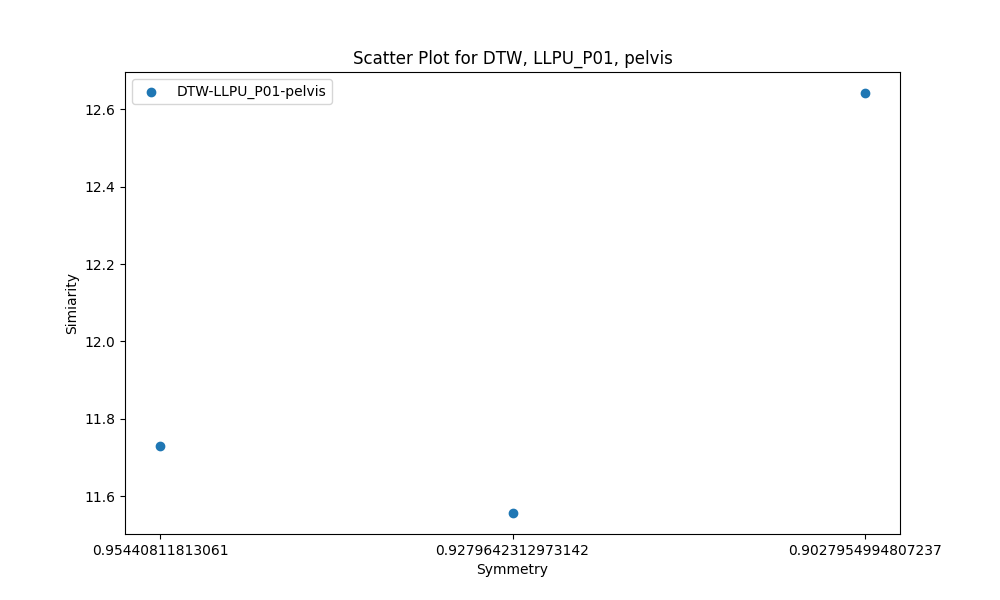 Scatter Plot for DTW, LLPU_P01, pelvis
DTW-LLPU_P01-pelvis
12.6
12.4
12.2
12.0
11.8
11.6
Simiarity
0.95440811813061
0.9279642312973142
0.9027954994807237
Symmetry